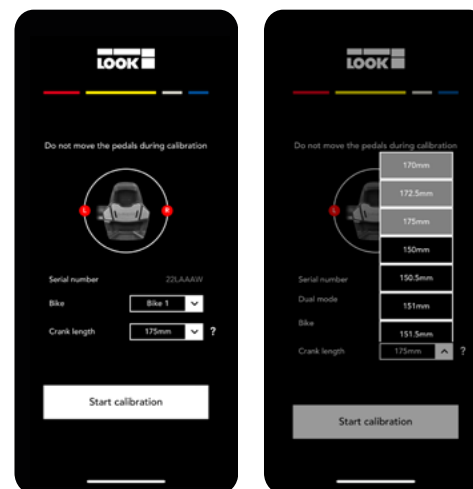 LOOK
Do not move the pedals during calibration
L
R
Serial number 22LAAAW
Bike Bike 1
Crank length 175mm ?
Start calibration
LOOK
Do not move the pedals during calibration
170mm
172.5mm
175mm
150mm
150.5mm
151mm
151.5mm
L
Serial number
Dual mode
Bike
Crank length 175mm ?
Start calibration